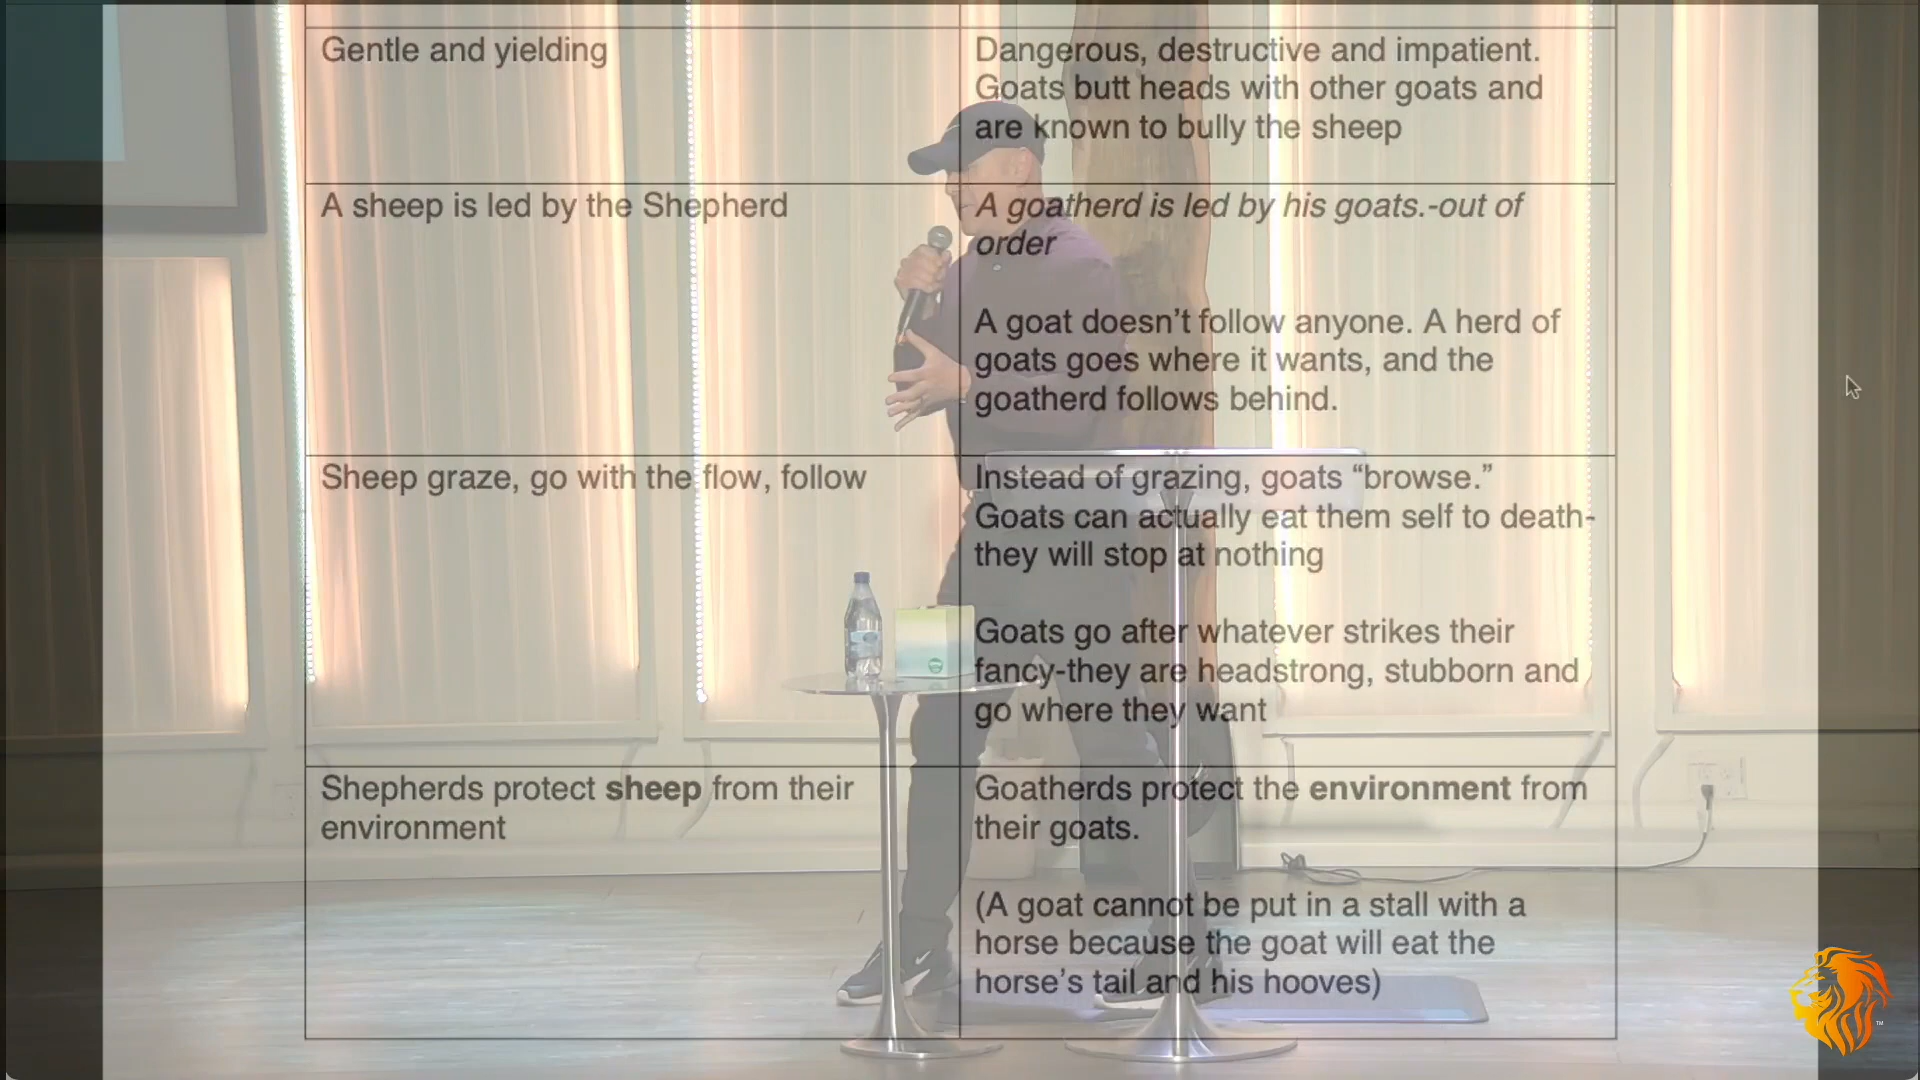 Gentle and yielding
Dangerous, destructive and impatient.
Goats butt heads with other goats and
are known to bully the sheep
A sheep is led by the Shepherd
A goatherd is led by his goats.-out of
order
A goat doesn’t follow anyone. A herd of
goats goes where it wants, and the
goatherd follows behind.
Sheep graze, go with the flow, follow
Instead of grazing, goats “browse.”
Goats can actually eat them self to death-
they will stop at nothing
Goats go after whatever strikes their
fancy-they are headstrong, stubborn and
go where they want
Shepherds protect sheep from their
environment
Goatherds protect the environment from
their goats.
(A goat cannot be put in a stall with a
horse because the goat will eat the
horse’s tail and his hooves)
TM